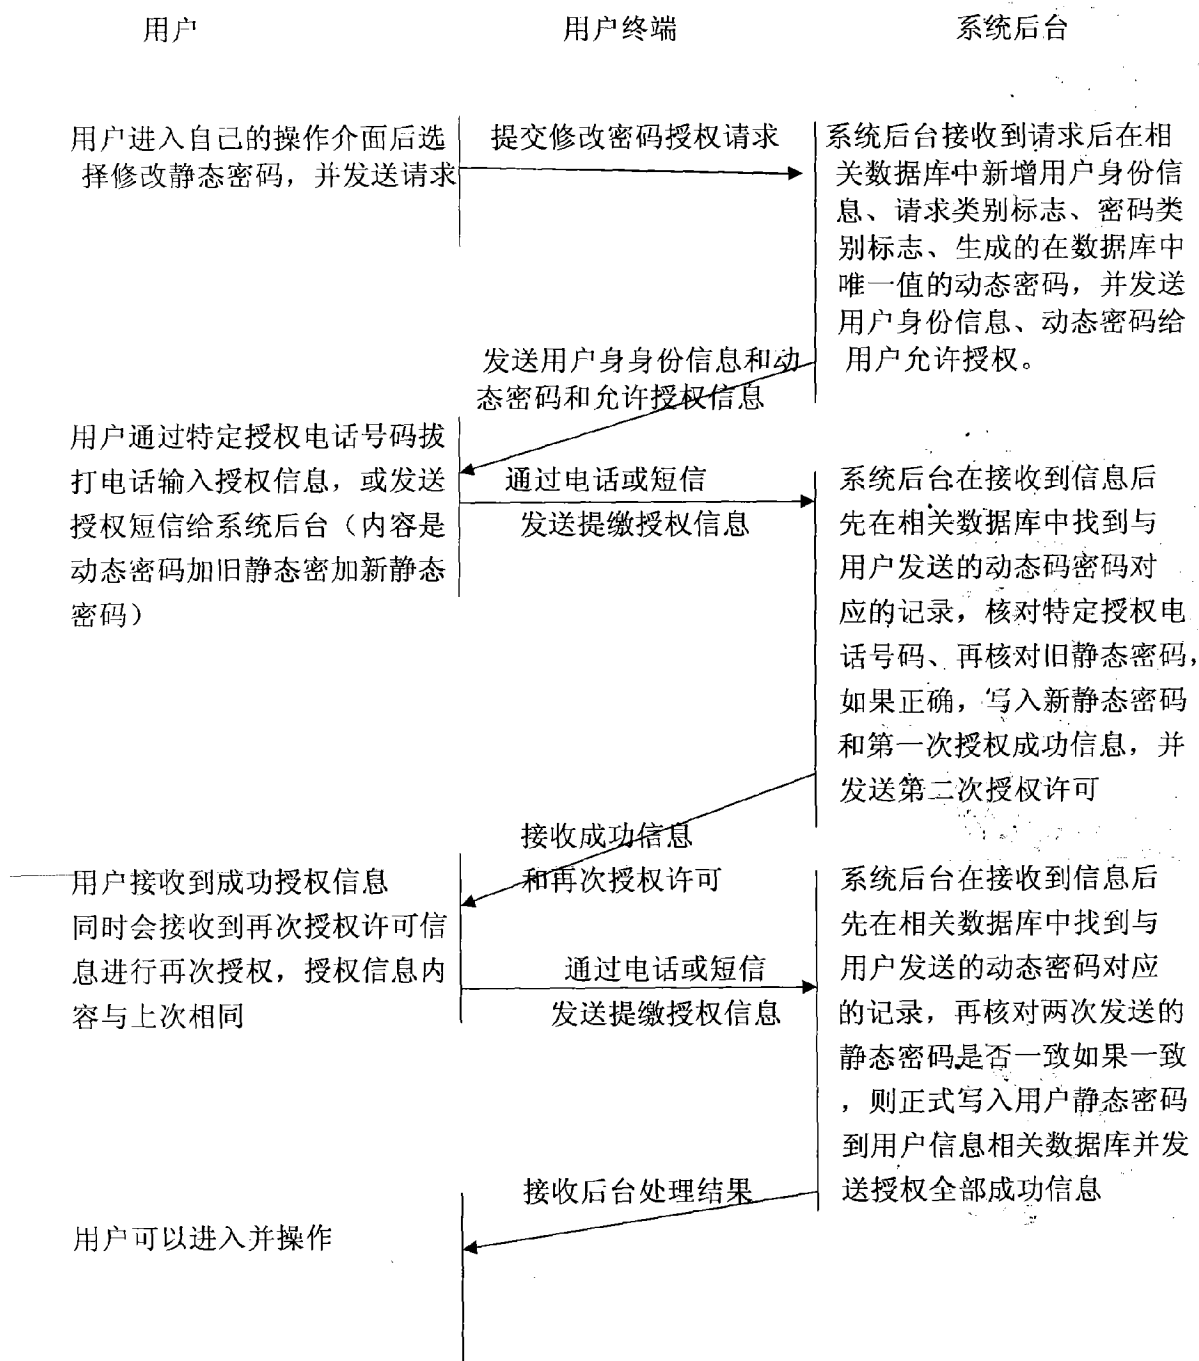 用户
用户终端
系统后台
用户进入自己的操作介面后选
择修改静态密码，并发送请求
提交修改密码授权请求
系统后台接收到请求后在相
关数据库中新增用户身份信
息、请求类别标志、密码类
别标志、生成的在数据库中
唯一值的动态密码，并发送
用户身份信息、动态密码给
用户允许授权。
发送用户身身份信息和动
态密码和允许授权信息
用户通过特定授权电话号码拔
打电话输入授权信息，或发送
授权短信给系统后台（内容是
动态密码加旧静态密加新静态
密码）
通过电话或短信
发送提缴授权信息
系统后台在接收到信息后
先在相关数据库中找到与
用户发送的动态码密码对
应的记录，核对特定授权电
话号码、再核对旧静态密码，
如果正确，写入新静态密码
和第一次授权成功信息，并
发送第二次授权许可
接收成功信息
和再次授权许可
用户接收到成功授权信息
同时会接收到再次授权许可信
息进行再次授权，授权信息内
容与上次相同
通过电话或短信
发送提缴授权信息
系统后台在接收到信息后
先在相关数据库中找到与
用户发送的动态密码对应
的记录，再核对两次发送的
静态密码是否一致如果一致
，则正式写入用户静态密码
到用户信息相关数据库并发
送授权全部成功信息
接收后台处理结果
用户可以进入并操作